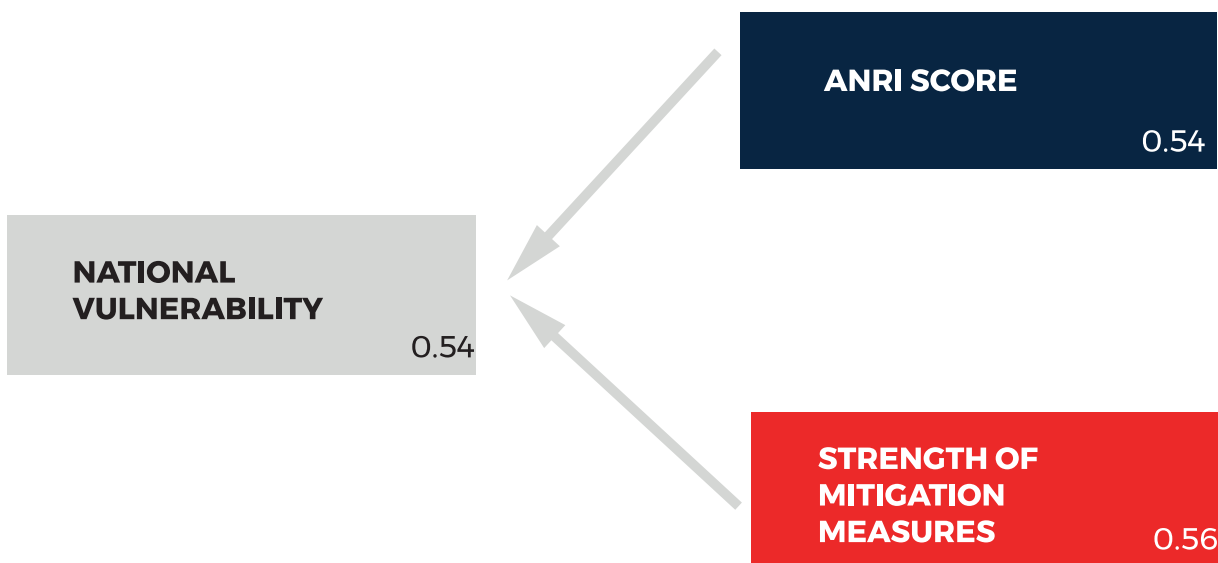 ANRI SCORE
0.54
NATIONAL
VULNERABILITY
0.54
STRENGTH OF
MITIGATION
MEASURES
0.56